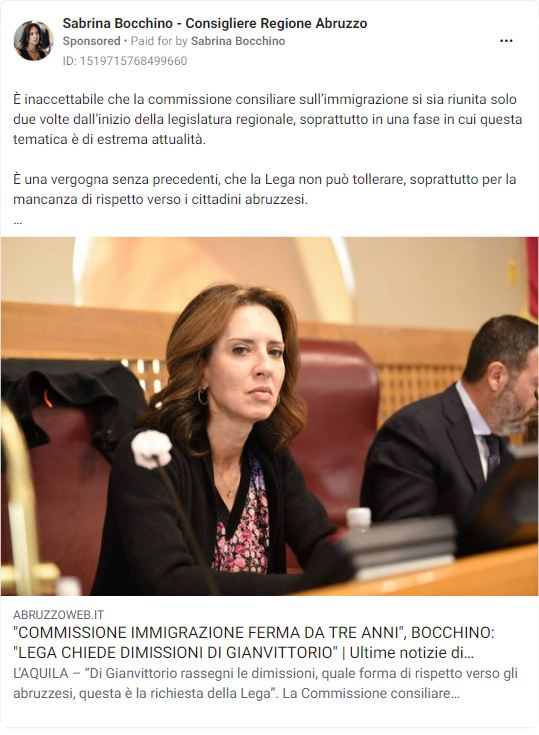 Sabrina Bocchino - Consigliere Regione Abruzzo
Sponsored • Paid for by Sabrina Bocchino
ID: 1519715768499660
È inaccettabile che la commissione consiliare sull'immigrazione si sia riunita solo
due volte dall'inizio della legislatura regionale, soprattutto in una fase in cui questa
tematica è di estrema attualità.
È una vergogna senza precedenti, che la Lega non può tollerare, soprattutto per la
mancanza di rispetto verso i cittadini abruzzesi.
...
ABRUZZOWEB.IT
"COMMISSIONE IMMIGRAZIONE FERMA DA TRE ANNI", BOCCHINO:
"LEGA CHIEDE DIMISSIONI DI GIANVITTORIO" | Ultime notizie di...
L'AQUILA – “Di Gianvittorio rassegni le dimissioni, quale forma di rispetto verso gli
abruzzesi, questa è la richiesta della Lega”. La Commissione consiliare...